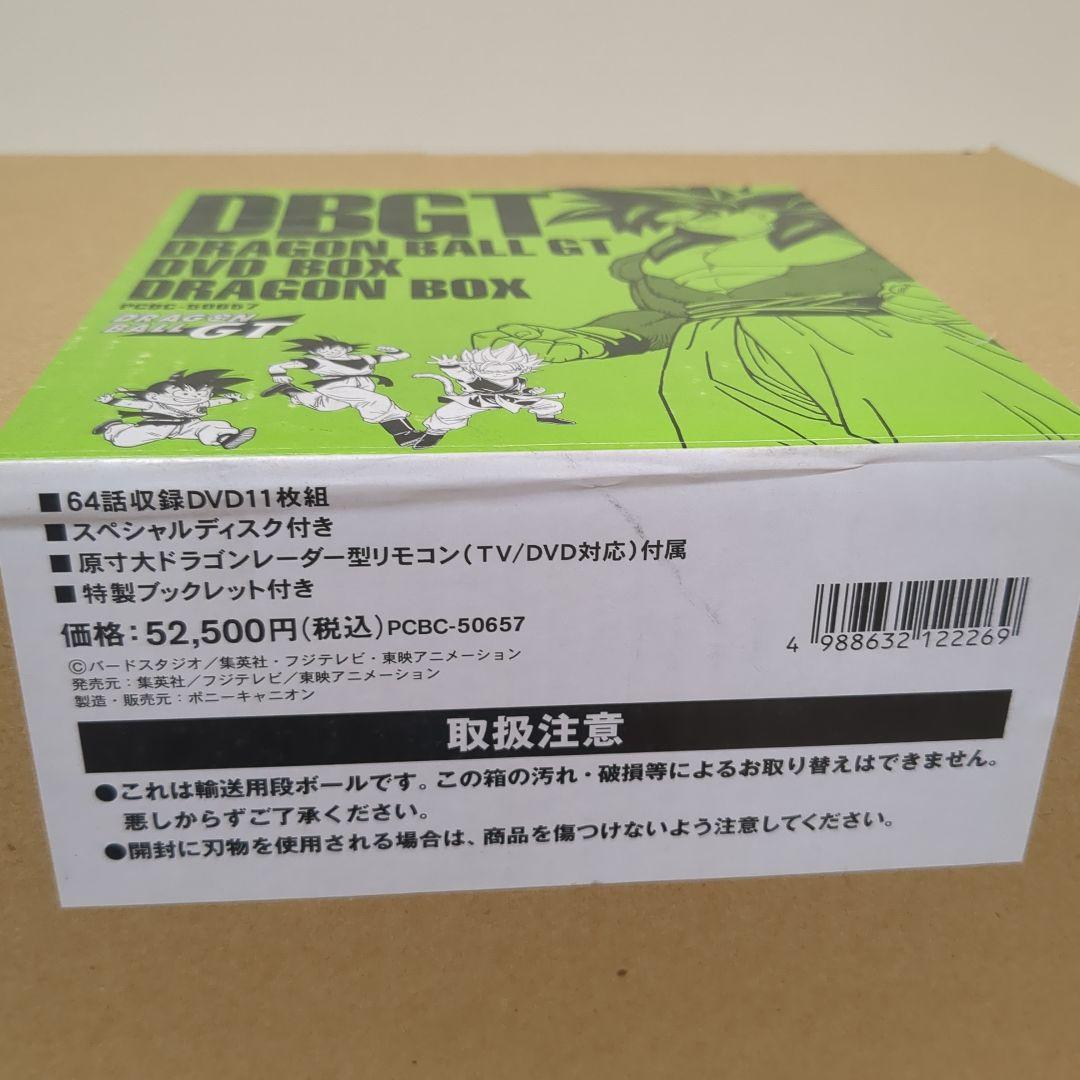 DBGT
DRAGON BALL GT
DVD BOX
DRAGON BOX
PCBC-50657
DRAGON
BALL GT
■64話収録DVD11枚組
■スペシャルディスク付き
■原寸大ドラゴンレーダー型リモコン(TV/DVD対応)付属
■特製ブックレット付き
価格:52,500円(税込)PCBC-50657
©バードスタジオ/集英社・フジテレビ・東映アニメーション
発売元:集英社/フジテレビ/東映アニメーション
製造・販売元:ポニーキャニオン
4 988632 122269
取扱注意
●これは輸送用段ボールです。この箱の汚れ・破損等によるお取り替えはできません。
悪しからずご了承ください。
●開封に刃物を使用される場合は、商品を傷つけないよう注意してください。